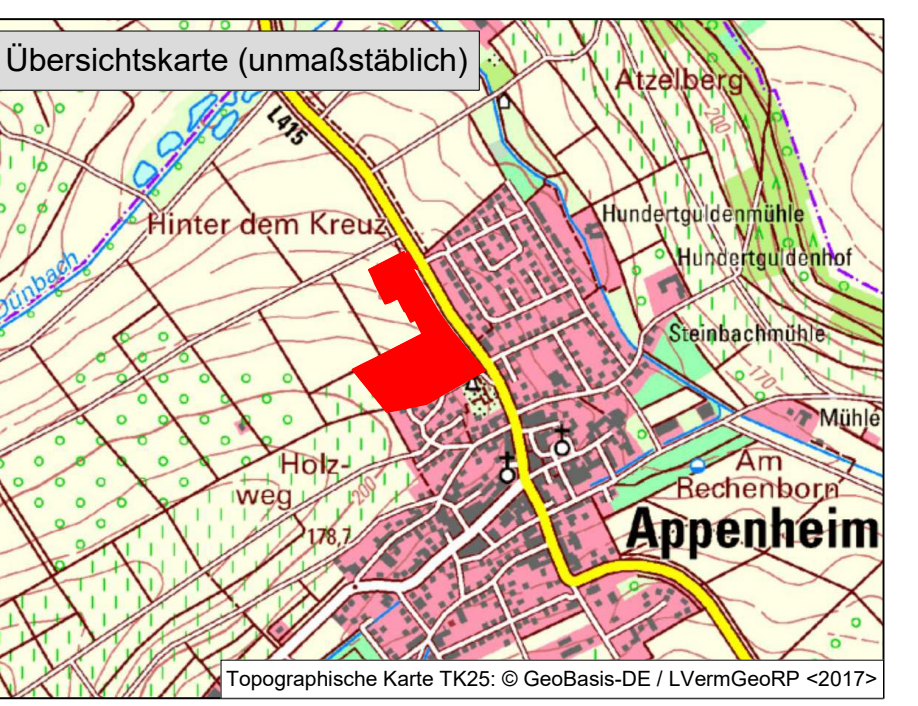 Übersichtskarte (unmaßstäblich)
Atzelberg
200
L415
Hundertguldenmühle
Hinter dem Kreuz
Hundertguldenhof
Dünbach
Steinbachmühle
170
Mühle
Holz-
weg
200
Am
Rechenborn
178,7
Appenheim
Topographische Karte TK25: © GeoBasis-DE / LVermGeoRP <2017>